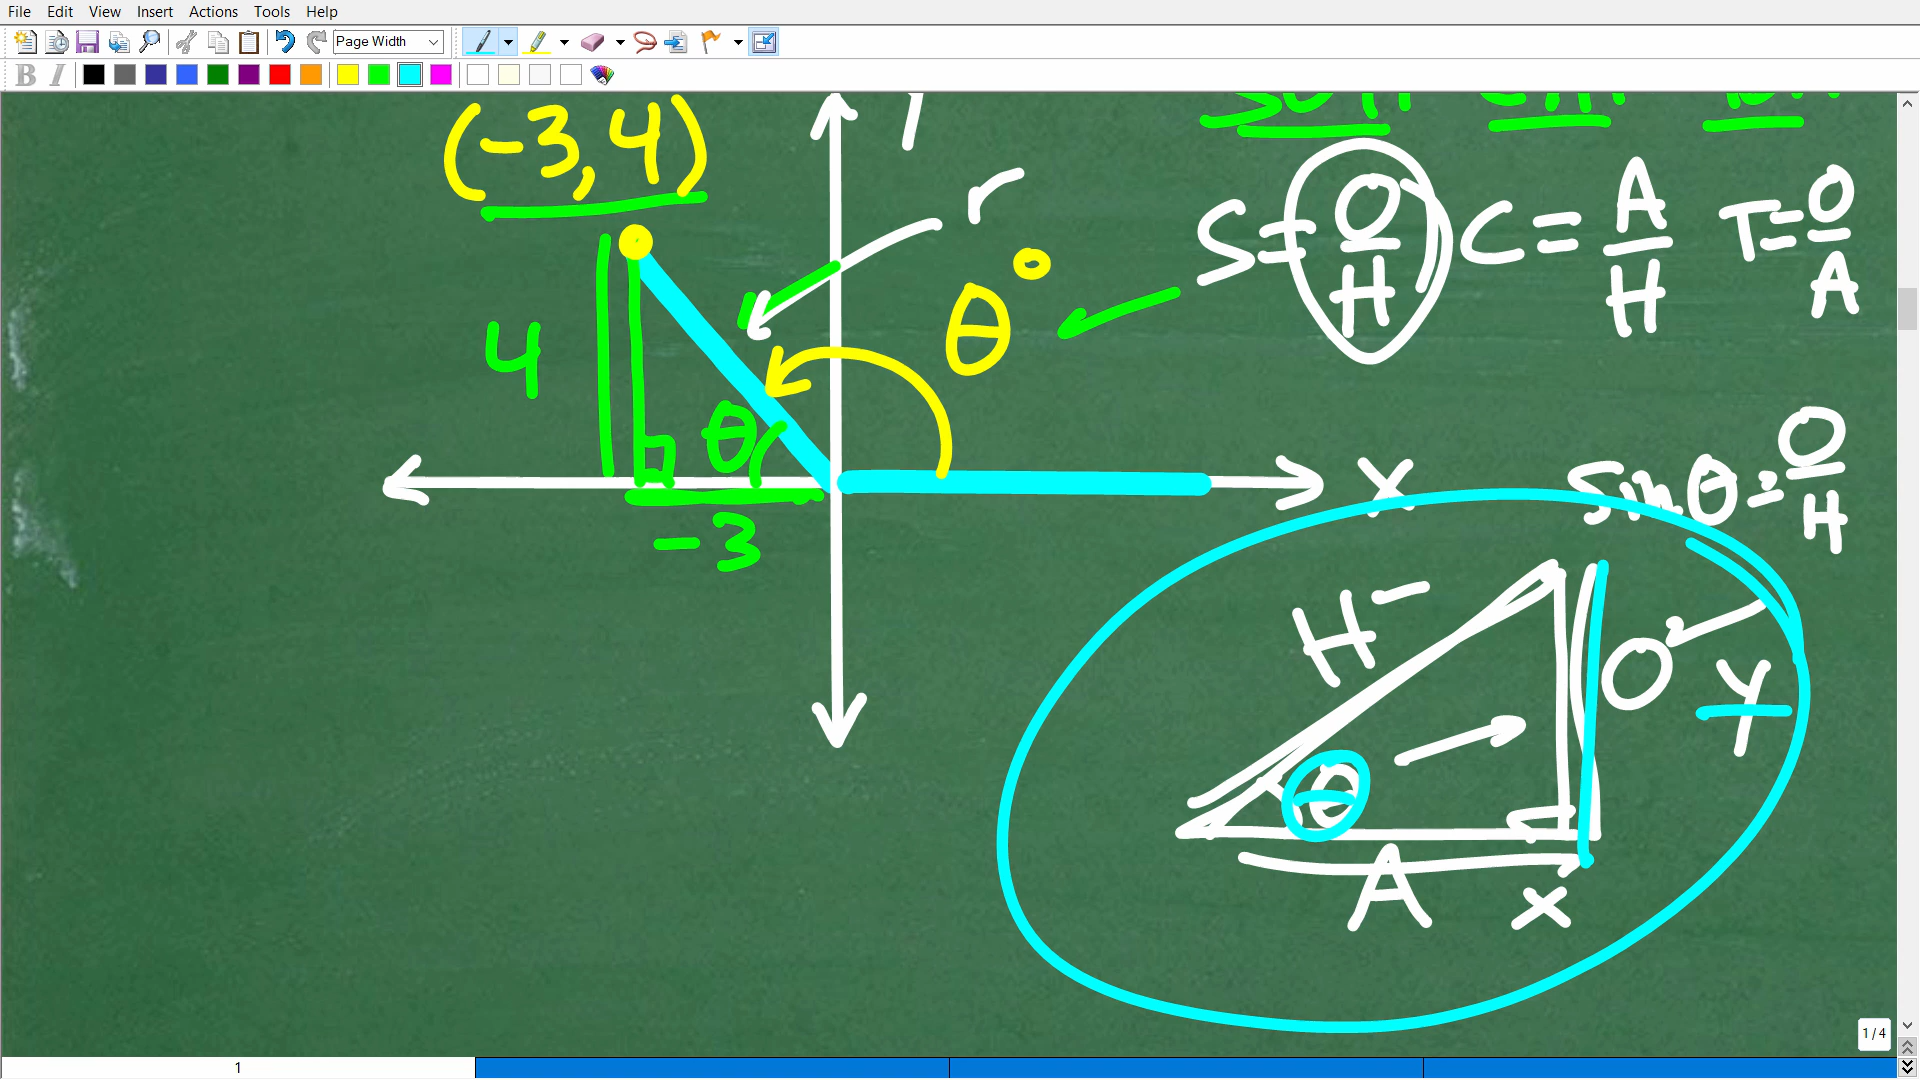 File Edit View Insert Actions Tools Help
Page Width
B I
(-3,4)
r
S=O/H C=A/H T=O/A
θ°
4
θ
-3
x
sinθ=O/H
H
O
y
θ
A
x
1 / 4
1